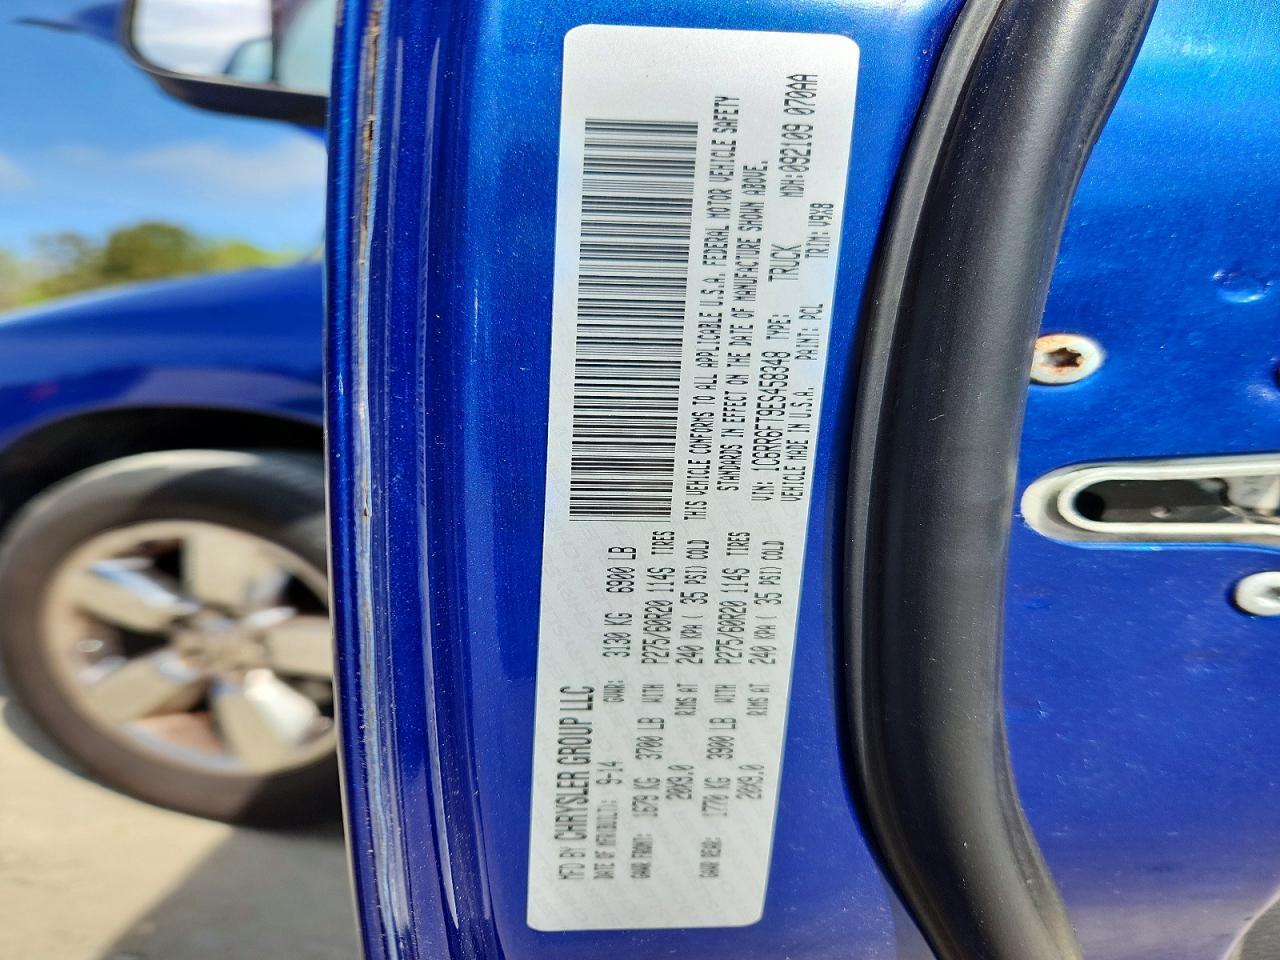 MFD BY CHRYSLER GROUP LLC
DATE OF MFR(BUILT): 9-14 GVWR: 3130 KG 6900 LB
GAWR FRONT: 1679 KG 3700 LB WITH P275/60R20 114S TIRES
20X9.0 RIMS AT 240 KPA ( 35 PSI) COLD
GAWR REAR: 1770 KG 3900 LB WITH P275/60R20 114S TIRES
20X9.0 RIMS AT 240 KPA ( 35 PSI) COLD
THIS VEHICLE CONFORMS TO ALL APPLICABLE U.S.A. FEDERAL MOTOR VEHICLE SAFETY
STANDARDS IN EFFECT ON THE DATE OF MANUFACTURE SHOWN ABOVE.
VIN: 1C6RR6FT9ES458348 TYPE: TRUCK MDH:092109 070AA
VEHICLE MADE IN U.S.A. PAINT: PCL TRIM: V9X8